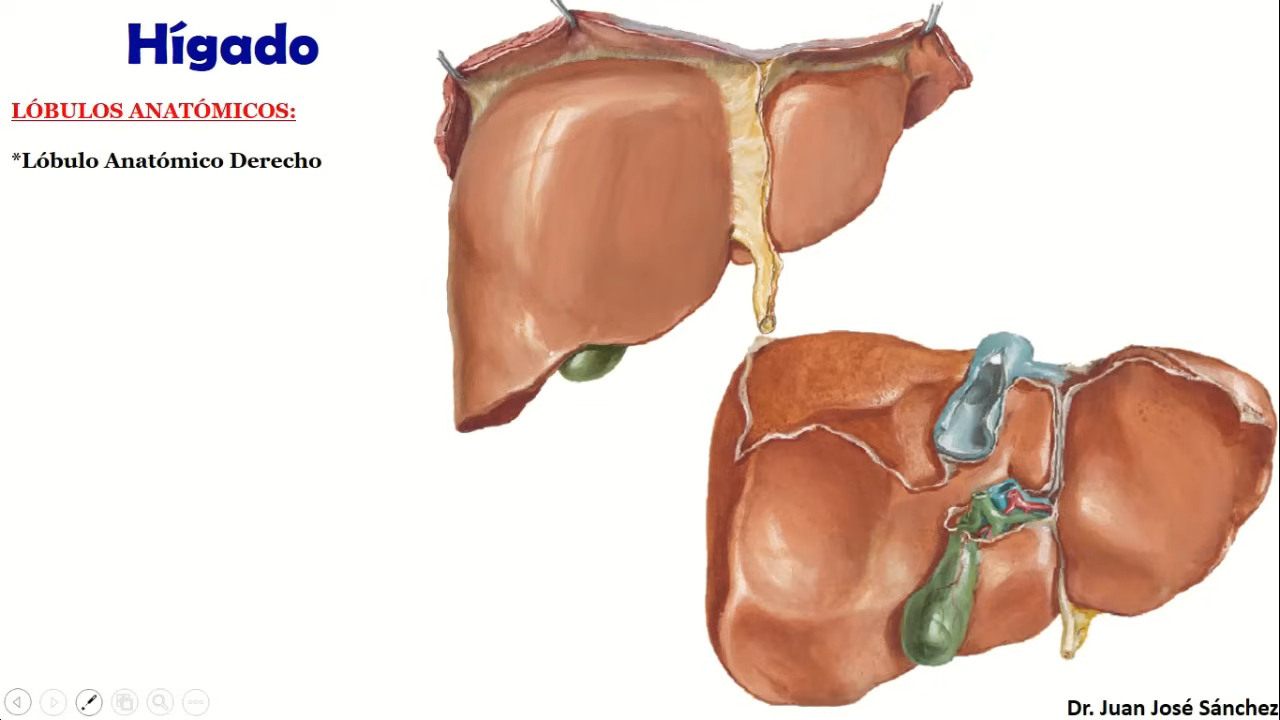 Hígado
LÓBULOS ANATÓMICOS:
*Lóbulo Anatómico Derecho
Dr. Juan José Sánchez